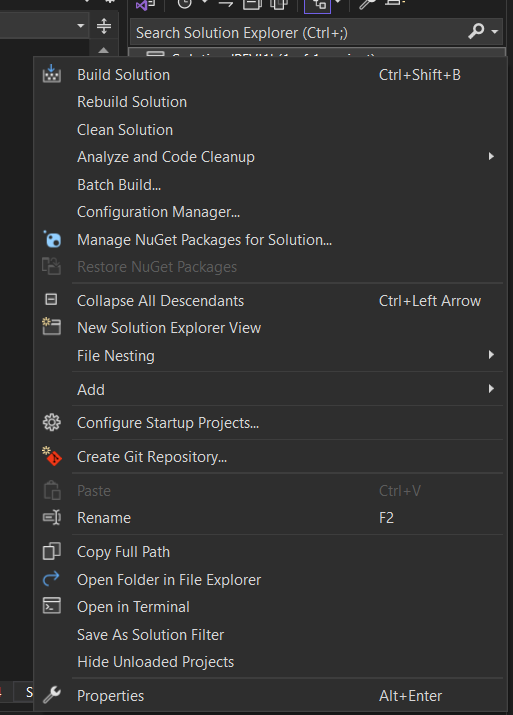 Search Solution Explorer (Ctrl+;)
Build Solution Ctrl+Shift+B
Rebuild Solution
Clean Solution
Analyze and Code Cleanup
Batch Build...
Configuration Manager...
Manage NuGet Packages for Solution...
Restore NuGet Packages
Collapse All Descendants Ctrl+Left Arrow
New Solution Explorer View
File Nesting
Add
Configure Startup Projects...
Create Git Repository...
Paste Ctrl+V
Rename F2
Copy Full Path
Open Folder in File Explorer
Open in Terminal
Save As Solution Filter
Hide Unloaded Projects
Properties Alt+Enter